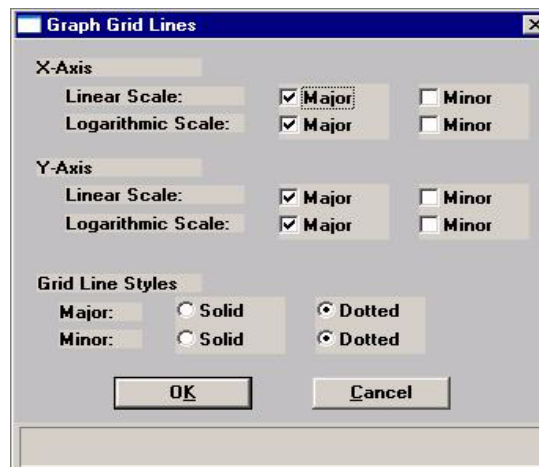 Graph Grid Lines
X-Axis
Linear Scale: Major Minor
Logarithmic Scale: Major Minor
Y-Axis
Linear Scale: Major Minor
Logarithmic Scale: Major Minor
Grid Line Styles
Major: Solid Dotted
Minor: Solid Dotted
OK Cancel